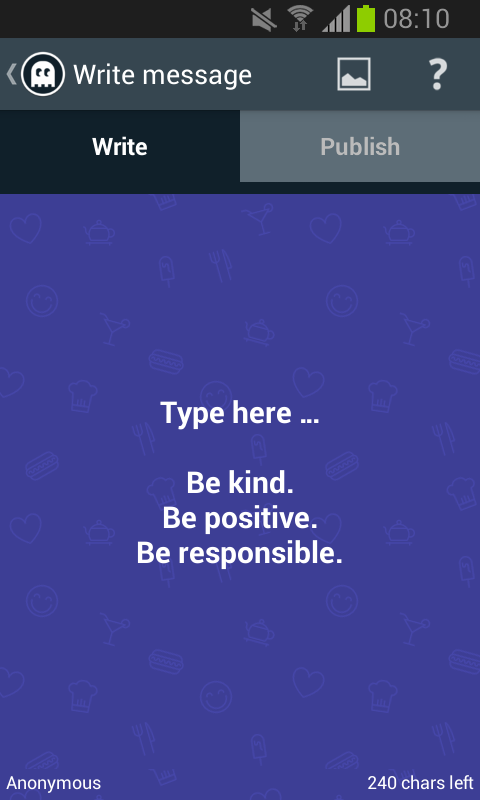 08:10
Write message ?
Write Publish
Type here ...
Be kind.
Be positive.
Be responsible.
Anonymous 240 chars left